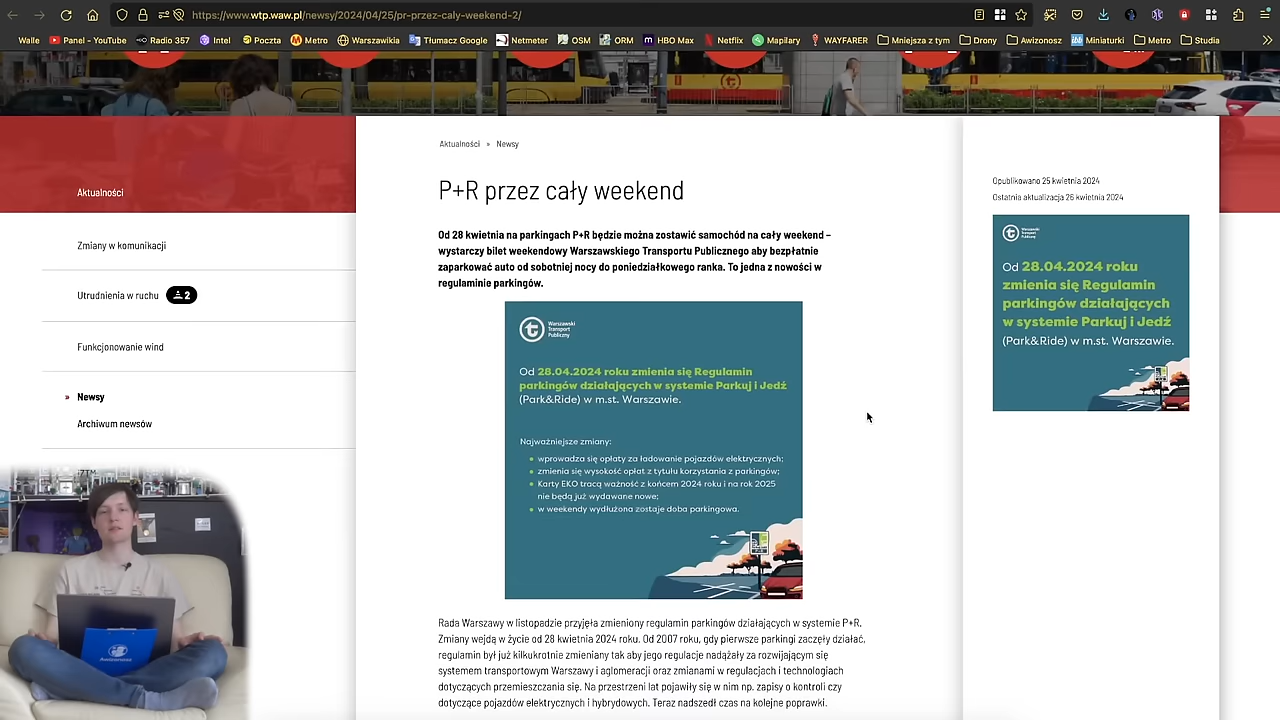 https://www.wtp.waw.pl/newsy/2024/04/25/pr-przez-caly-weekend-2/
Walle Panel - YouTube Radio 357 Intel Poczta Metro Warszawikia Tłumacz Google Netmeter OSM ORM HBO Max Netflix Mapilary WAYFARER Mniejsza z tym Drony Awizonosz Miniaturki Metro Studia
Aktualności
Zmiany w komunikacji
Utrudnienia w ruchu 2
Funkcjonowanie wind
» Newsy
Archiwum newsów
Aktualności » Newsy
P+R przez cały weekend
Od 28 kwietnia na parkingach P+R będzie można zostawić samochód na cały weekend –
wystarczy bilet weekendowy Warszawskiego Transportu Publicznego aby bezpłatnie
zaparkować auto od sobotniej nocy do poniedziałkowego ranka. To jedna z nowości w
regulaminie parkingów.
Warszawski
Transport
Publiczny
Od 28.04.2024 roku zmienia się Regulamin
parkingów działających w systemie Parkuj i Jedź
(Park&Ride) w m.st. Warszawie.
Najważniejsze zmiany:
• wprowadza się opłaty za ładowanie pojazdów elektrycznych;
• zmienia się wysokość opłat z tytułu korzystania z parkingów;
• Karty EKO tracą ważność z końcem 2024 roku i na rok 2025
nie będą już wydawane nowe;
• w weekendy wydłużona zostaje doba parkingowa.
Rada Warszawy w listopadzie przyjęła zmieniony regulamin parkingów działających w systemie P+R.
Zmiany wejdą w życie od 28 kwietnia 2024 roku. Od 2007 roku, gdy pierwsze parkingi zaczęły działać,
regulamin był już kilkukrotnie zmieniany tak aby jego regulacje nadążały za rozwijającym się
systemem transportowym Warszawy i aglomeracji oraz zmianami w regulacjach i technologiach
dotyczących przemieszczania się. Na przestrzeni lat pojawiły się w nim np. zapisy o kontroli czy
dotyczące pojazdów elektrycznych i hybrydowych. Teraz nadszedł czas na kolejne poprawki.
Opublikowano 25 kwietnia 2024
Ostatnia aktualizacja 26 kwietnia 2024
Warszawski
Transport
Publiczny
Od 28.04.2024 roku
zmienia się Regulamin
parkingów działających
w systemie Parkuj i Jedź
(Park&Ride) w m.st. Warszawie.